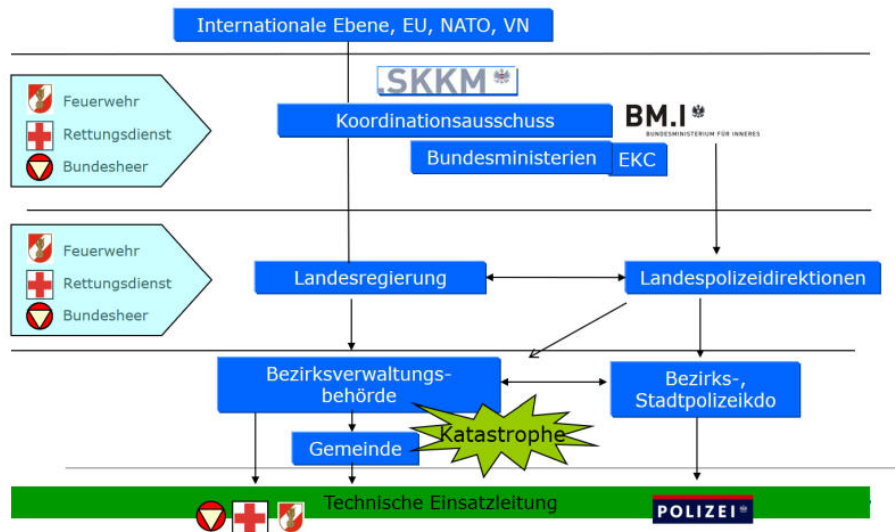 Internationale Ebene, EU, NATO, VN
.SKKM
Feuerwehr
Rettungsdienst
Bundesheer
Koordinationsausschuss
BM.I
BUNDESMINISTERIUM FÜR INNERES
Bundesministerien
EKC
Feuerwehr
Rettungsdienst
Bundesheer
Landesregierung
Landespolizeidirektionen
Bezirksverwaltungs-
behörde
Bezirks-,
Stadtpolizeikdo
Katastrophe
Gemeinde
Technische Einsatzleitung
POLIZEI